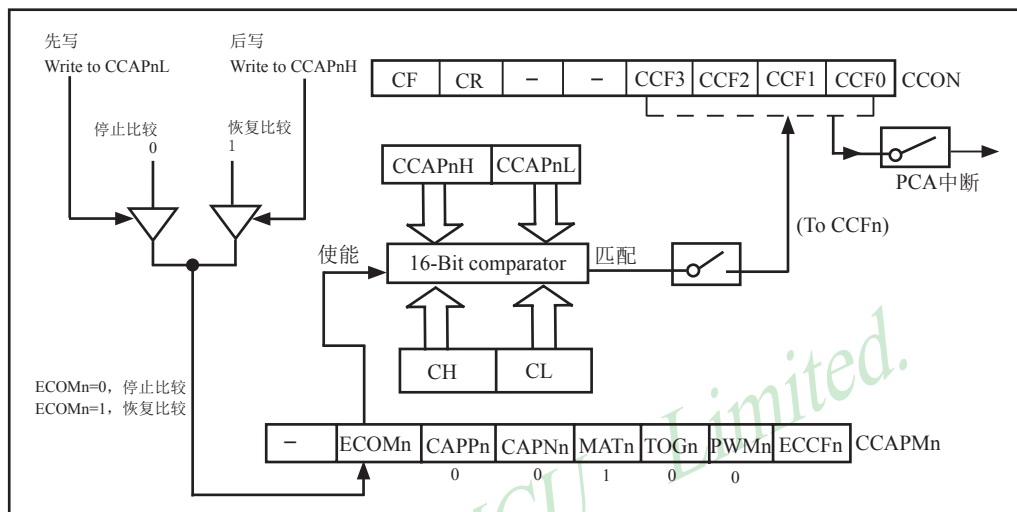 先写
Write to CCAPnL
后写
Write to CCAPnH
CF CR – – CCF3 CCF2 CCF1 CCF0 CCON
停止比较
0
恢复比较
1
CCAPnH CCAPnL
PCA中断
(To CCFn)
使能
16-Bit comparator
匹配
CH CL
ECOMn=0，停止比较
ECOMn=1，恢复比较
– ECOMn CAPPn CAPNn MATn TOGn PWMn ECCFn CCAPMn
0 0 1 0 0
Limited.